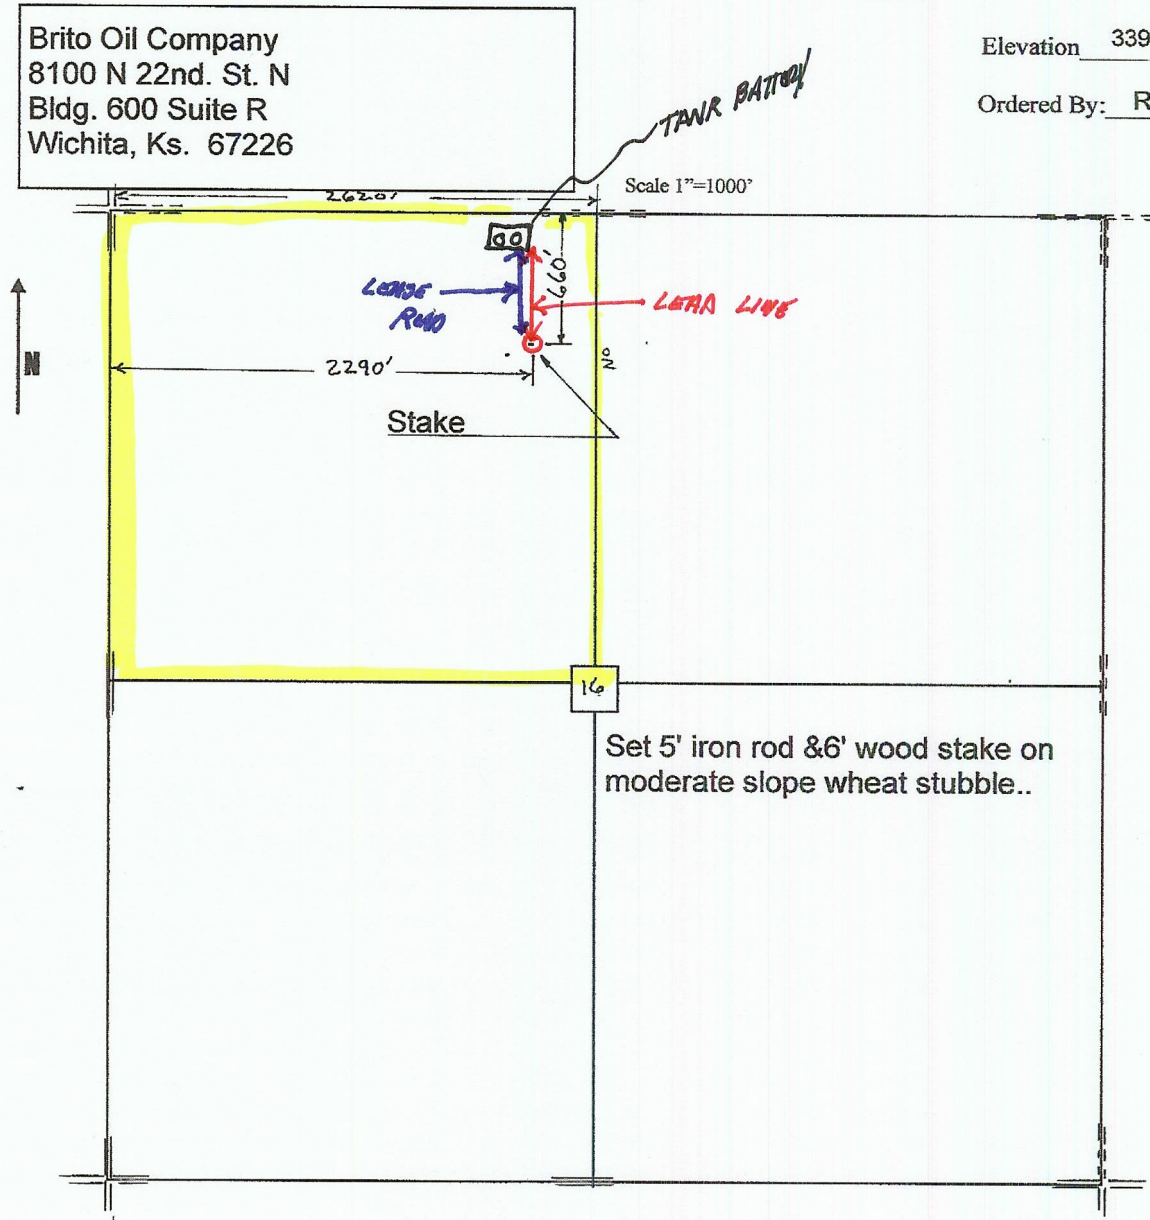 Brito Oil Company
8100 N 22nd. St. N
Bldg. 600 Suite R
Wichita, Ks. 67226
Elevation 339
Ordered By: R
TANK BATTERY
Scale 1"=1000'
2620'
660'
LEASE
ROAD
LEAD LINE
N
2290'
Stake
16
Set 5' iron rod &6' wood stake on
moderate slope wheat stubble..